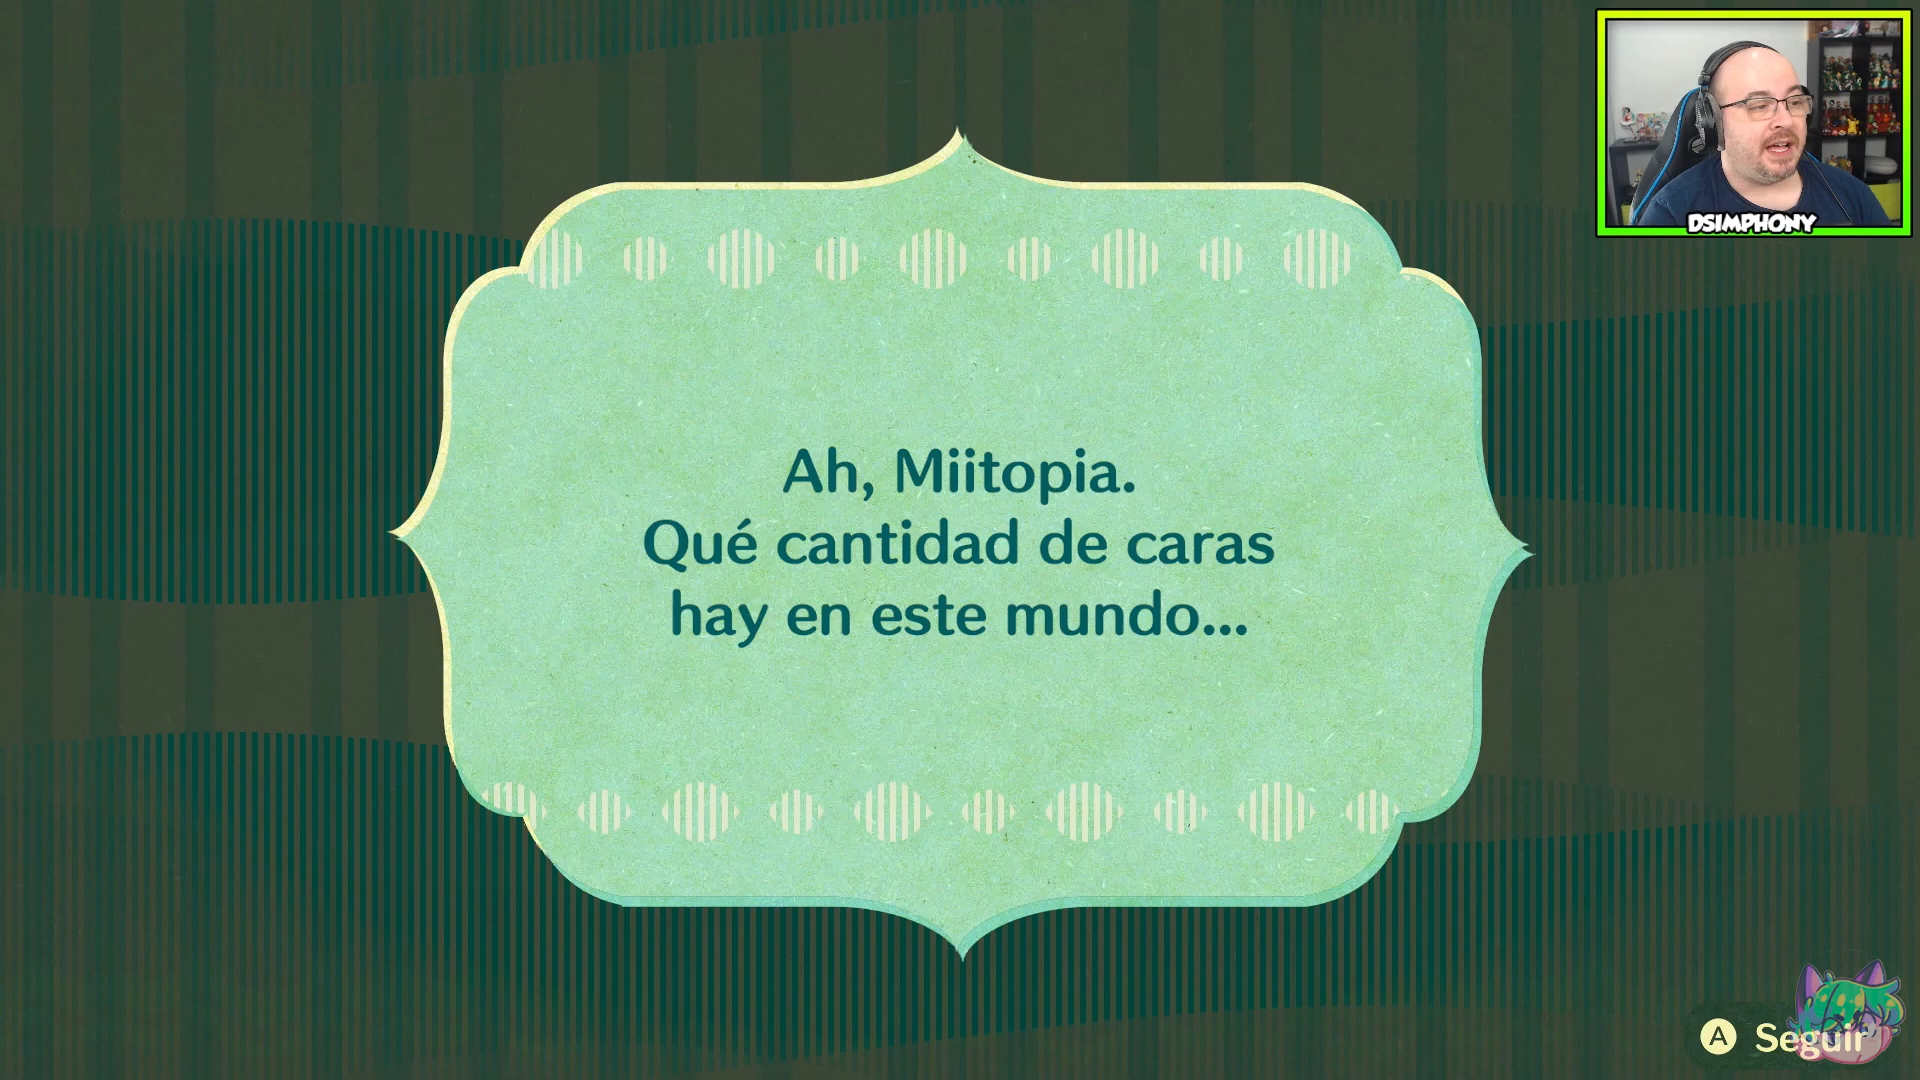 DSIMPHONY
Ah, Miitopia.
Qué cantidad de caras
hay en este mundo...
A Seguir